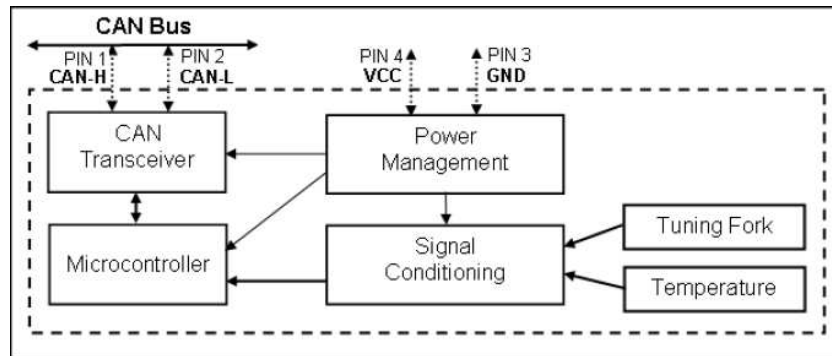 CAN Bus
PIN 1
CAN-H
PIN 2
CAN-L
PIN 4
VCC
PIN 3
GND
CAN
Transceiver
Power
Management
Microcontroller
Signal
Conditioning
Tuning Fork
Temperature